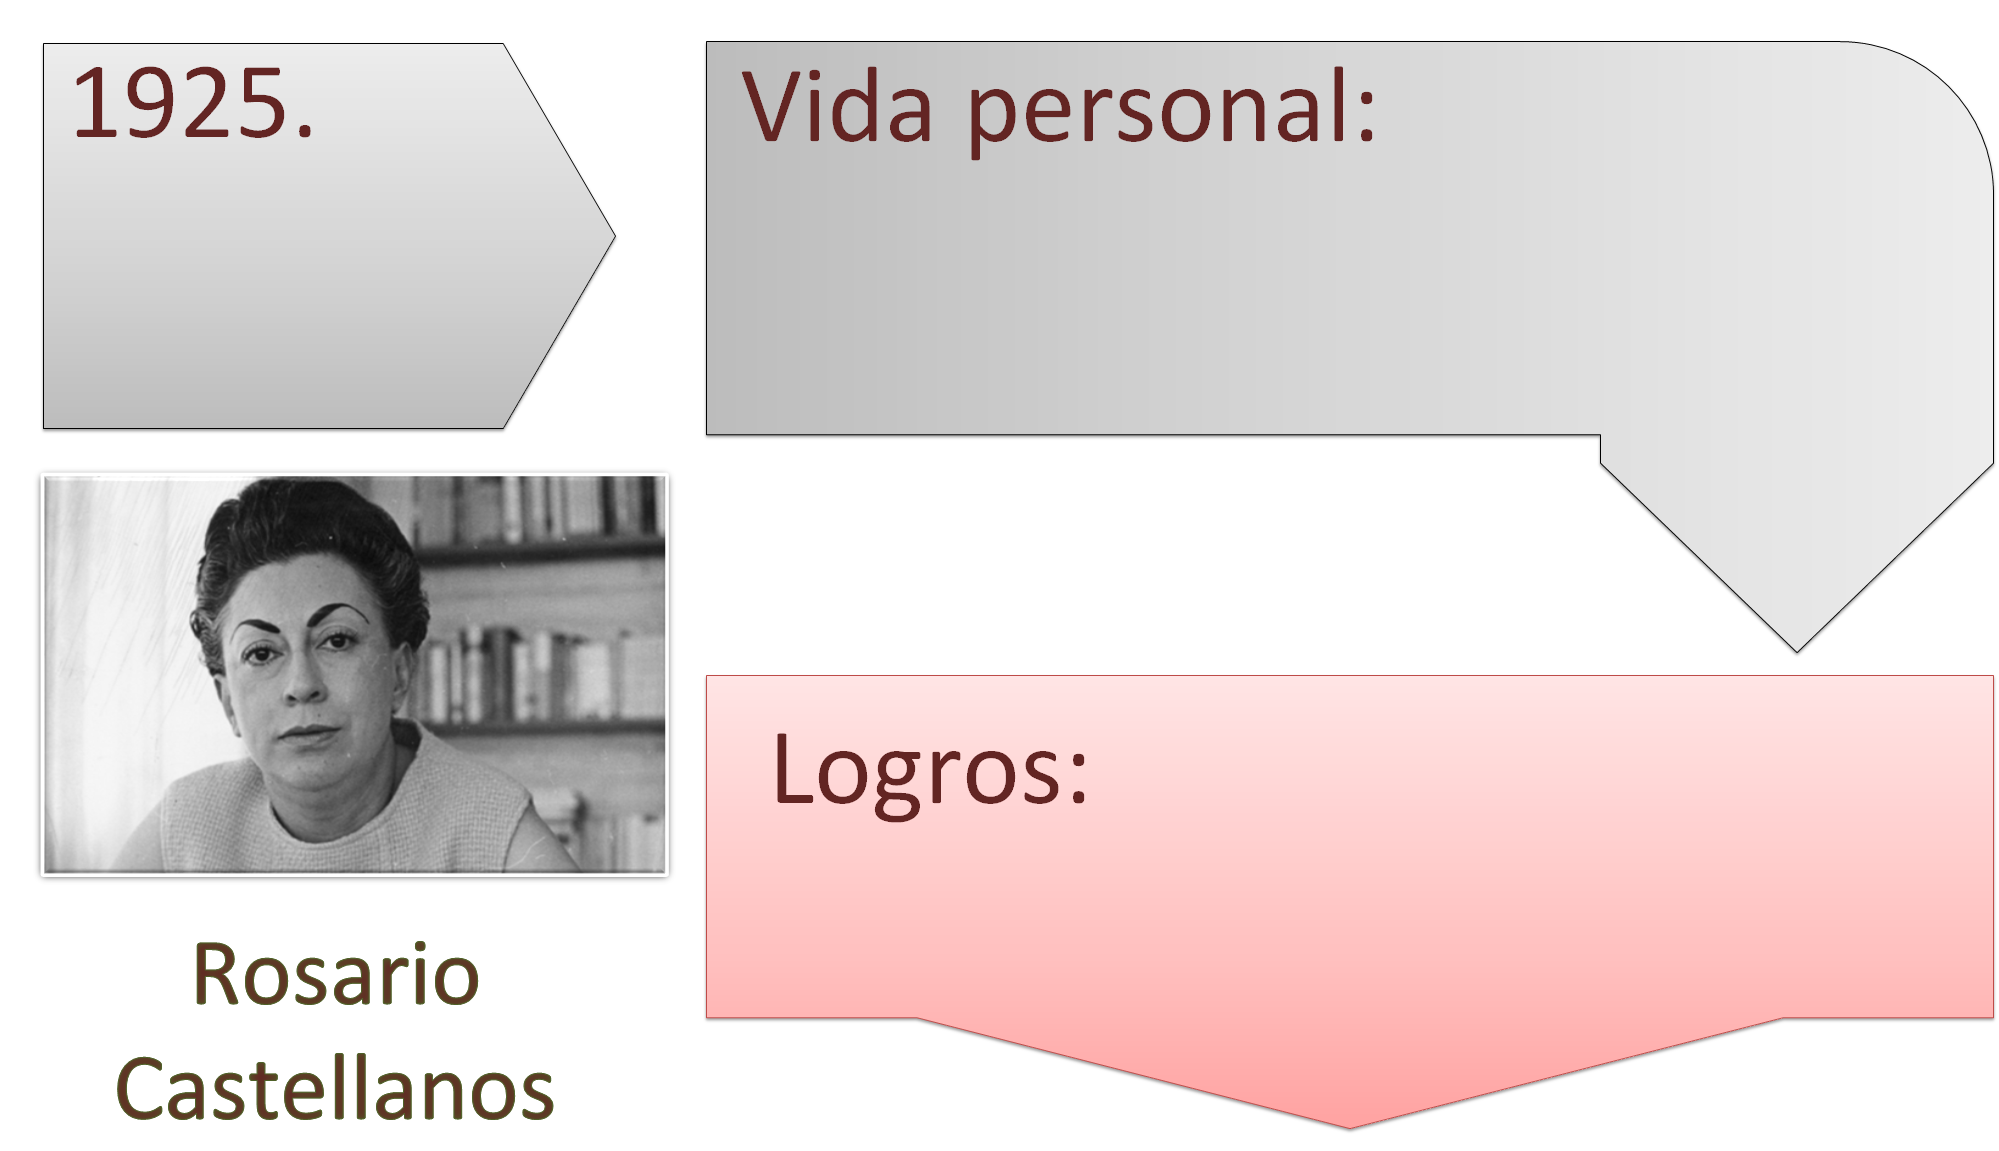 1925.
Vida personal:
Logros:
Rosario
Castellanos